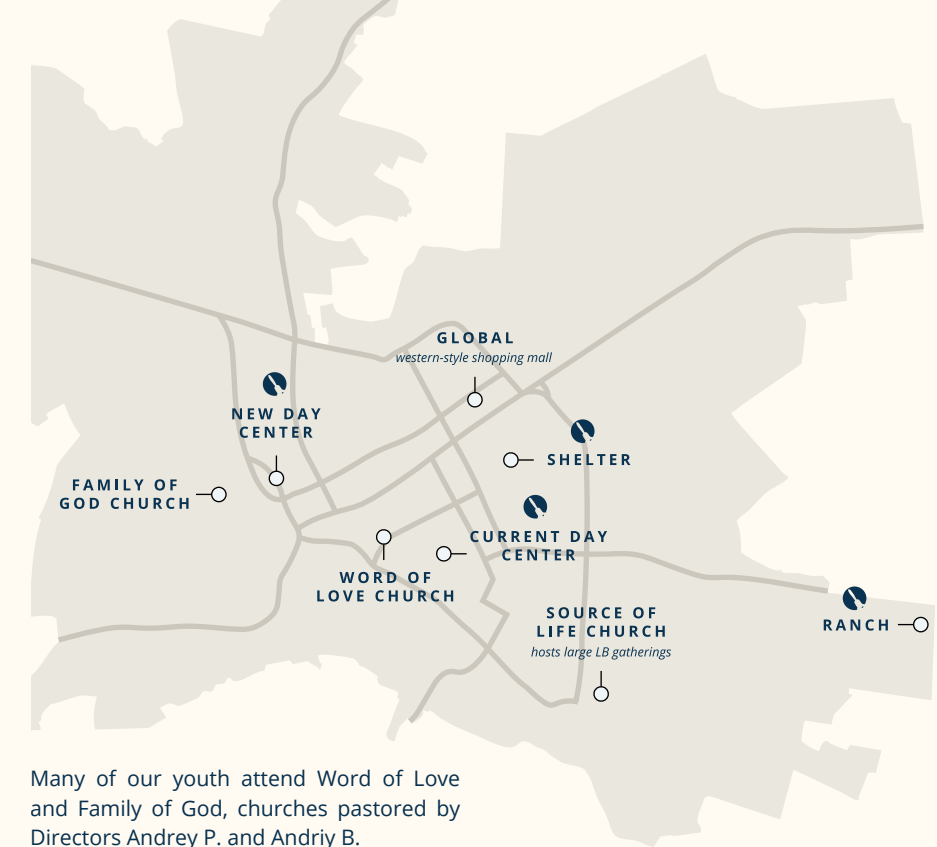 GLOBAL
western-style shopping mall
NEW DAY
CENTER
SHELTER
FAMILY OF
GOD CHURCH
CURRENT DAY
CENTER
WORD OF
LOVE CHURCH
SOURCE OF
LIFE CHURCH
hosts large LB gatherings
RANCH
Many of our youth attend Word of Love
and Family of God, churches pastored by
Directors Andrey P. and Andriy B.